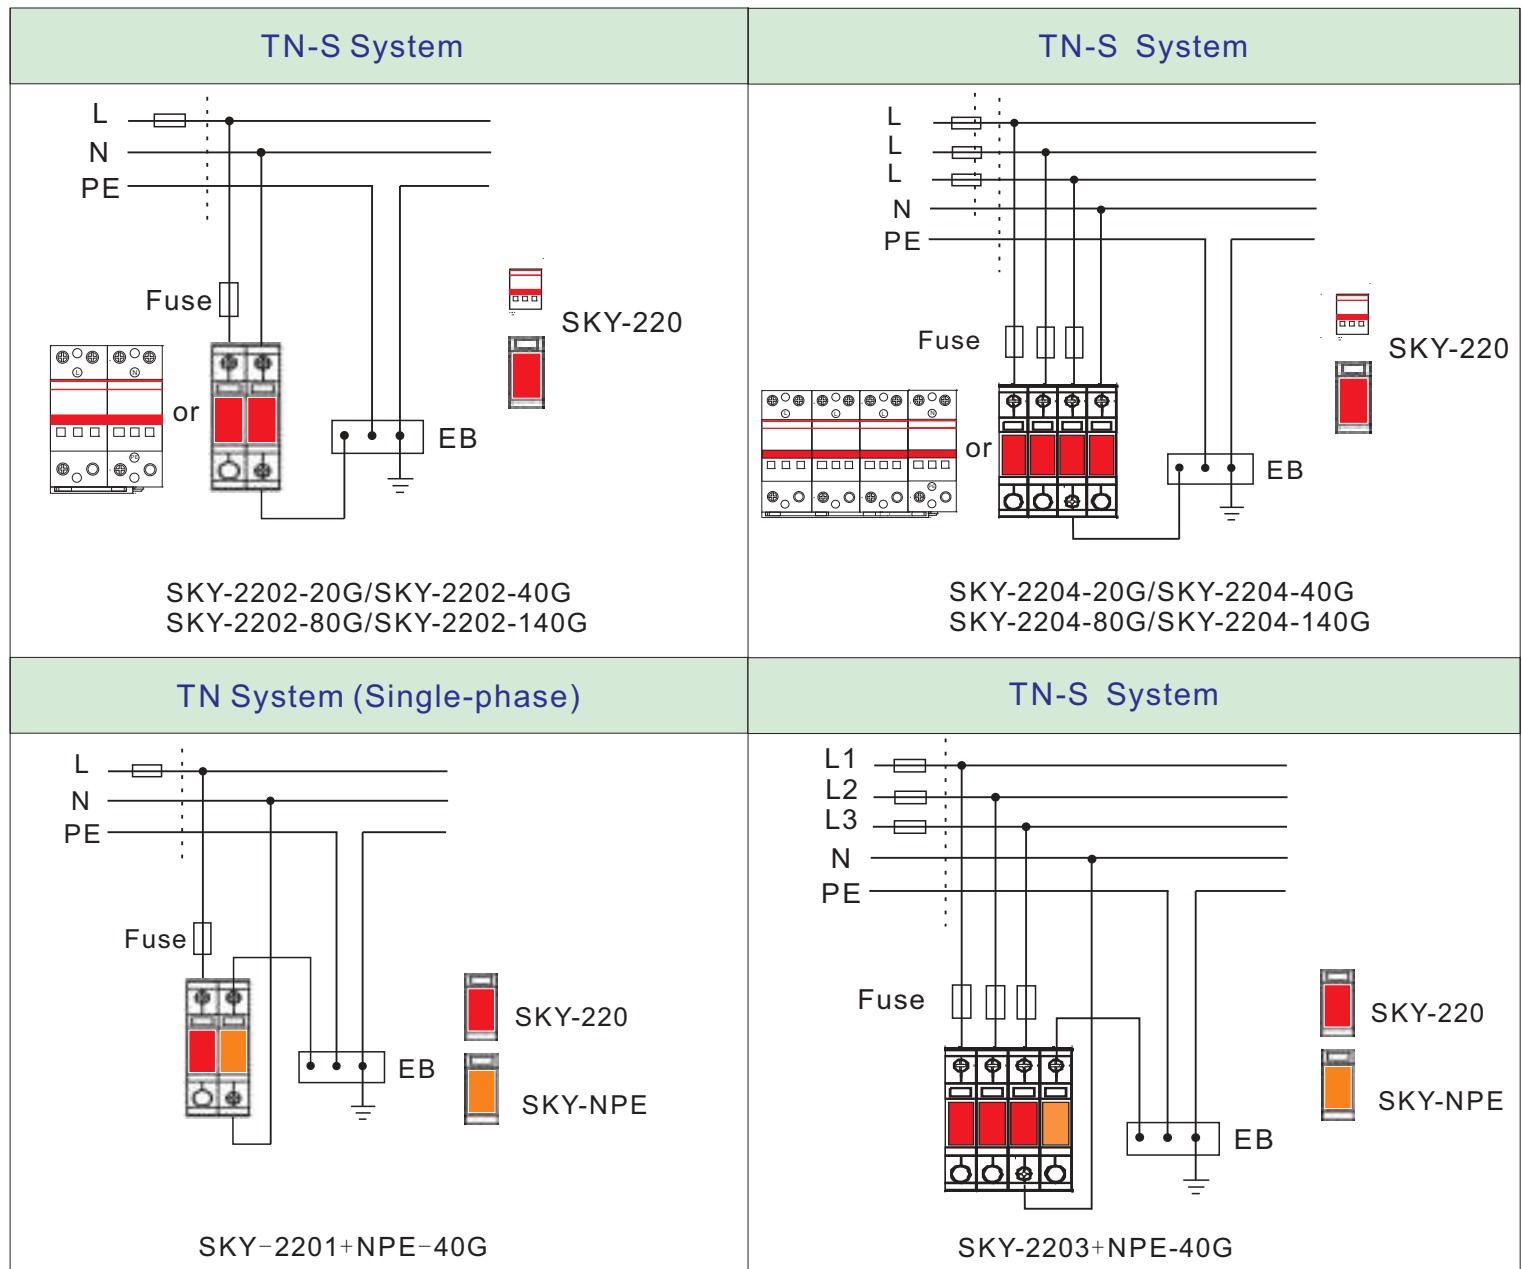 TN-S System
L
N
PE
Fuse
SKY-220
L
N
or
EB
PE
SKY-2202-20G/SKY-2202-40G
SKY-2202-80G/SKY-2202-140G
TN-S System
L
L
L
N
PE
Fuse
SKY-220
L
L
L
N
or
EB
PE
SKY-2204-20G/SKY-2204-40G
SKY-2204-80G/SKY-2204-140G
TN System (Single-phase)
L
N
PE
Fuse
SKY-220
EB
SKY-NPE
SKY-2201+NPE-40G
TN-S System
L1
L2
L3
N
PE
Fuse
SKY-220
SKY-NPE
EB
SKY-2203+NPE-40G